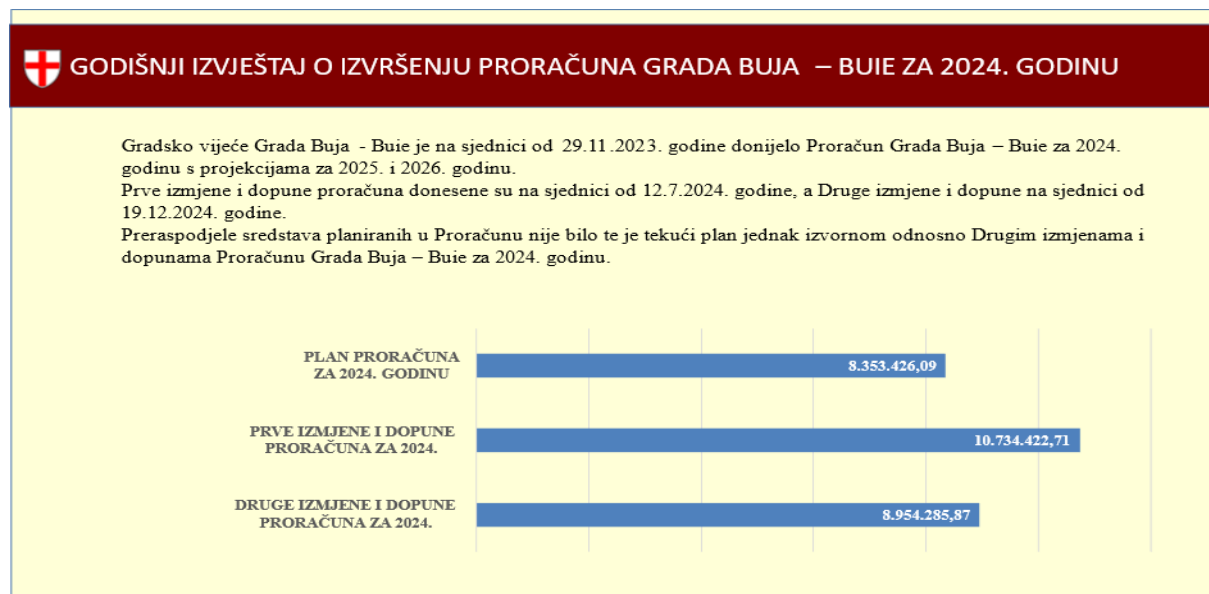 GODIŠNJI IZVJEŠTAJ O IZVRŠENJU PRORAČUNA GRADA BUJA – BUIE ZA 2024. GODINU
Gradsko vijeće Grada Buja - Buie je na sjednici od 29.11.2023. godine donijelo Proračun Grada Buja – Buie za 2024.
godinu s projekcijama za 2025. i 2026. godinu.
Prve izmjene i dopune proračuna donesene su na sjednici od 12.7.2024. godine, a Druge izmjene i dopune na sjednici od
19.12.2024. godine.
Preraspodjele sredstava planiranih u Proračunu nije bilo te je tekući plan jednak izvornom odnosno Drugim izmjenama i
dopunama Proračunu Grada Buja – Buie za 2024. godinu.
PLAN PRORAČUNA
ZA 2024. GODINU
8.353.426,09
PRVE IZMJENE I DOPUNE
PRORAČUNA ZA 2024.
10.734.422,71
DRUGE IZMJENE I DOPUNE
PRORAČUNA ZA 2024.
8.954.285,87